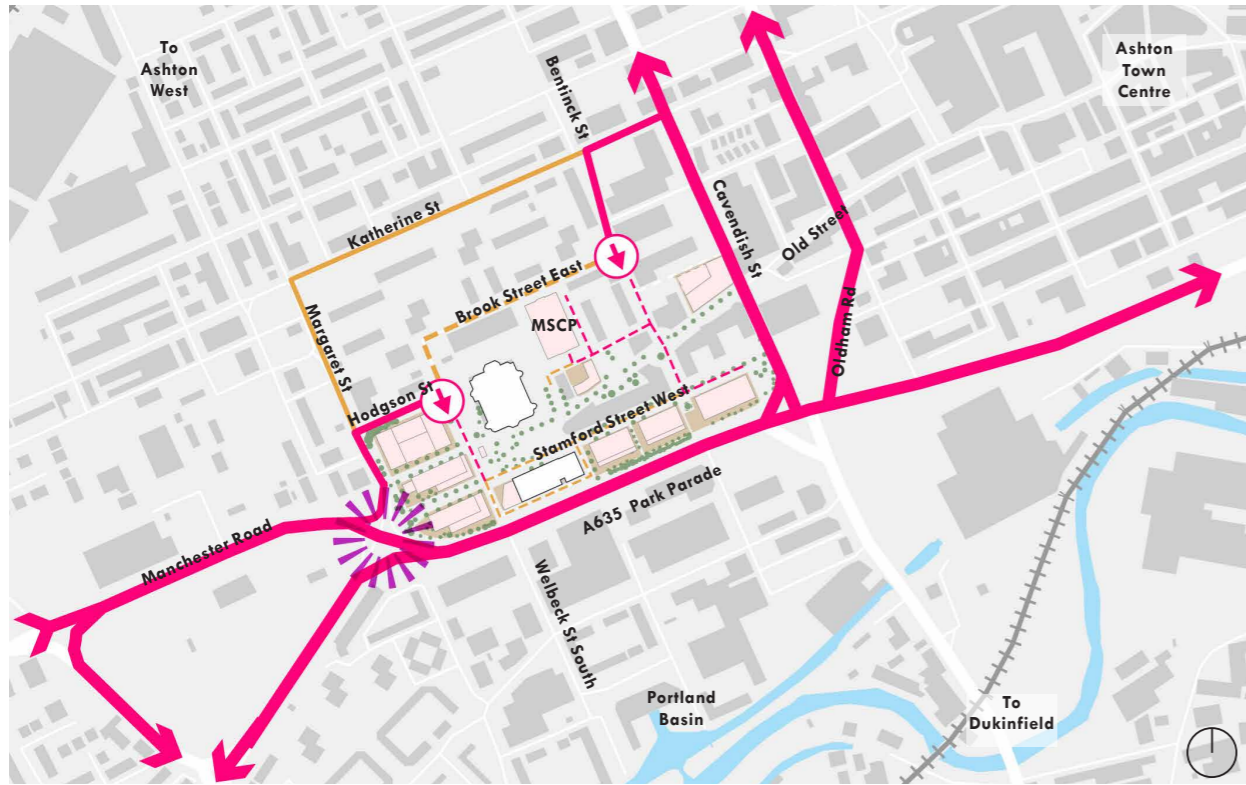 To
Ashton
West
Bentinck St
Ashton
Town
Centre
Katherine St
Cavendish St
Old Street
Brook Street East
Margaret St
MSCP
Oldham Rd
Hodgson St
Stamford Street West
A635 Park Parade
Manchester Road
Welbeck St South
Portland
Basin
To
Dukinfield